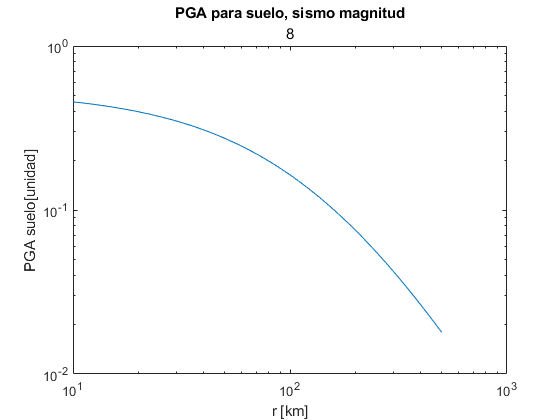 PGA para suelo, sismo magnitud
8
10^0
10^-1
10^-2
PGA suelo[unidad]
10^1
10^2
10^3
r [km]